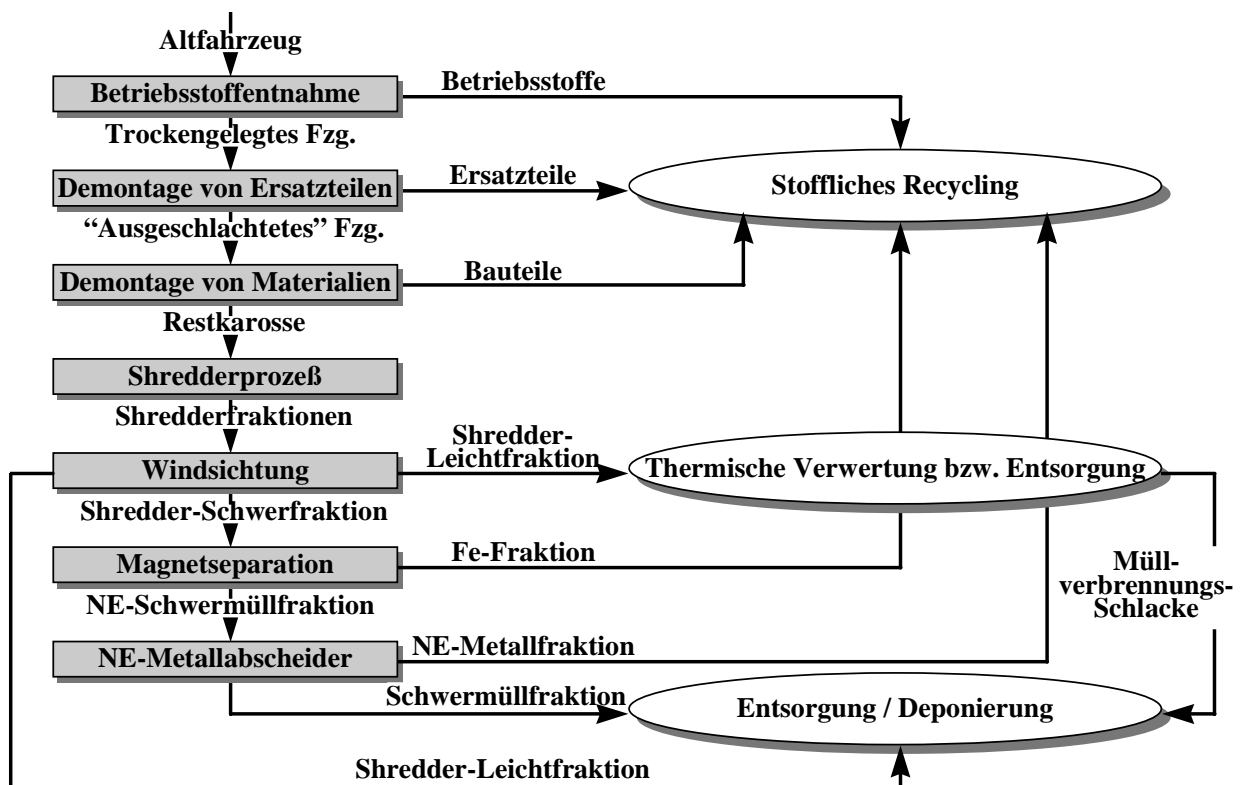 Altfahrzeug
Betriebsstoffentnahme
Betriebsstoffe
Trockengelegtes Fzg.
Demontage von Ersatzteilen
Ersatzteile
Stoffliches Recycling
“Ausgeschlachtetes” Fzg.
Demontage von Materialien
Bauteile
Restkarosse
Shredderprozeß
Shredderfraktionen
Windsichtung
Shredder-
Leichtfraktion
Thermische Verwertung bzw. Entsorgung
Shredder-Schwerfraktion
Magnetseparation
Fe-Fraktion
Müll-
verbrennungs-
Schlacke
NE-Schwermüllfraktion
NE-Metallabscheider
NE-Metallfraktion
Schwermüllfraktion
Entsorgung / Deponierung
Shredder-Leichtfraktion